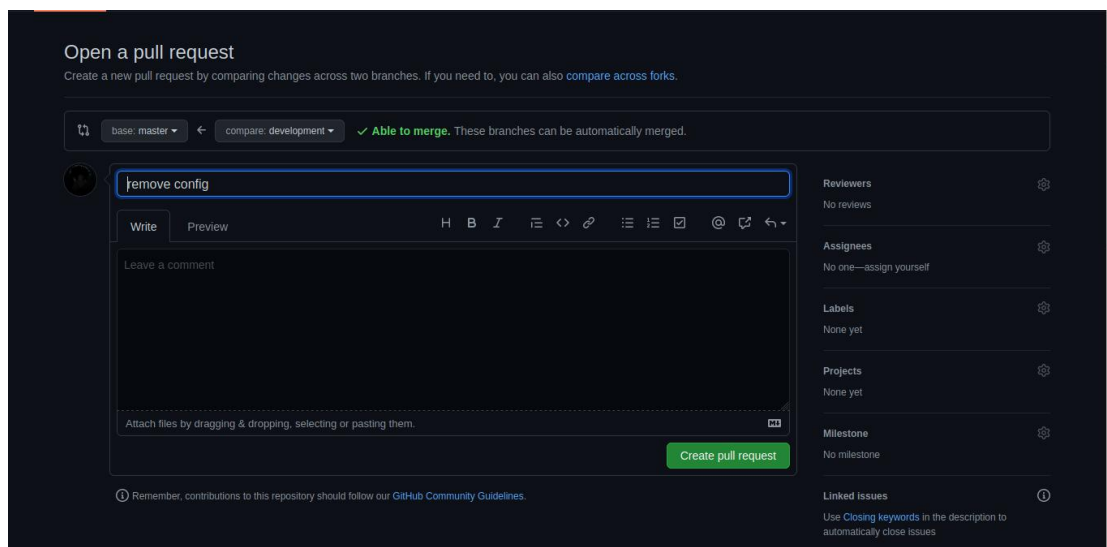 Open a pull request
Create a new pull request by comparing changes across two branches. If you need to, you can also compare across forks.
base: master
compare: development
Able to merge. These branches can be automatically merged.
remove config
Write
Preview
H B I
@
Leave a comment
Attach files by dragging & dropping, selecting or pasting them.
Create pull request
Remember, contributions to this repository should follow our GitHub Community Guidelines.
Reviewers
No reviews
Assignees
No one—assign yourself
Labels
None yet
Projects
None yet
Milestone
No milestone
Linked issues
Use Closing keywords in the description to
automatically close issues